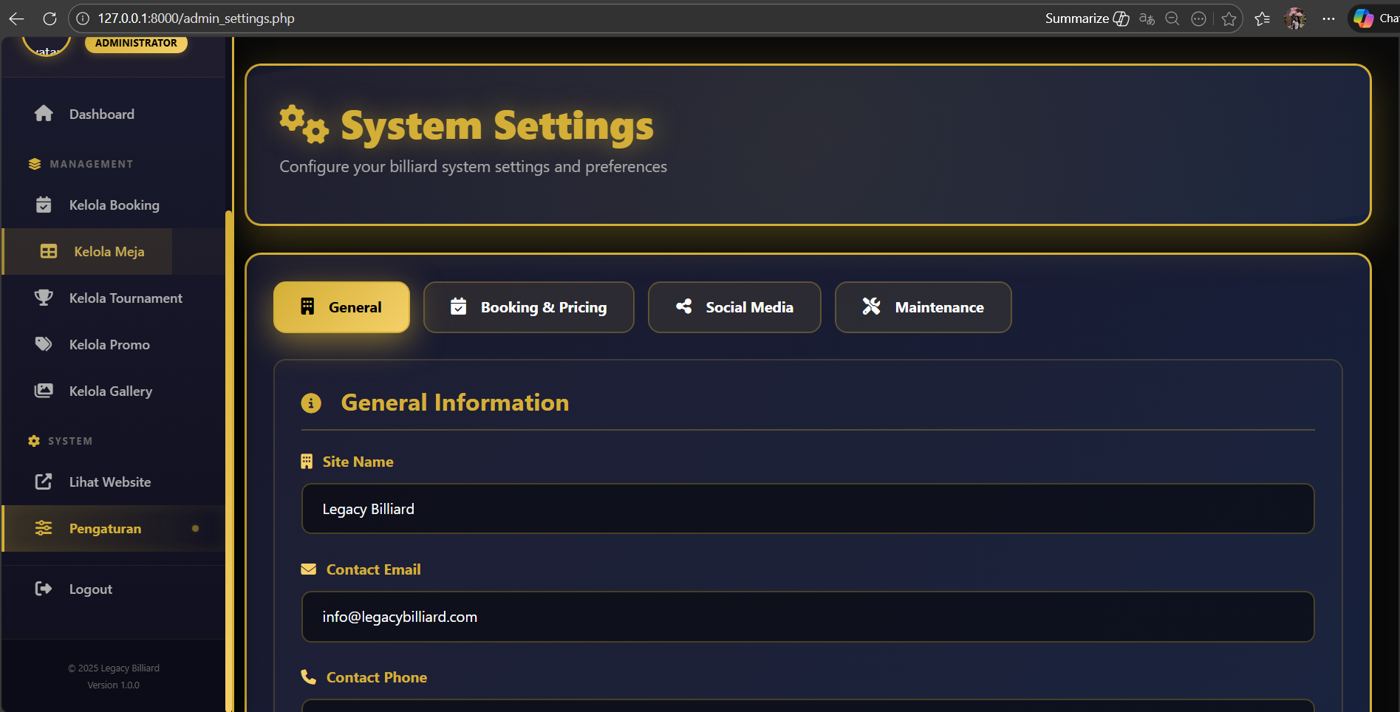 127.0.0.1:8000/admin_settings.php
Summarize
ADMINISTRATOR
Dashboard
MANAGEMENT
Kelola Booking
Kelola Meja
Kelola Tournament
Kelola Promo
Kelola Gallery
SYSTEM
Lihat Website
Pengaturan
Logout
© 2025 Legacy Billiard
Version 1.0.0
System Settings
Configure your billiard system settings and preferences
General
Booking & Pricing
Social Media
Maintenance
General Information
Site Name
Legacy Billiard
Contact Email
info@legacybilliard.com
Contact Phone